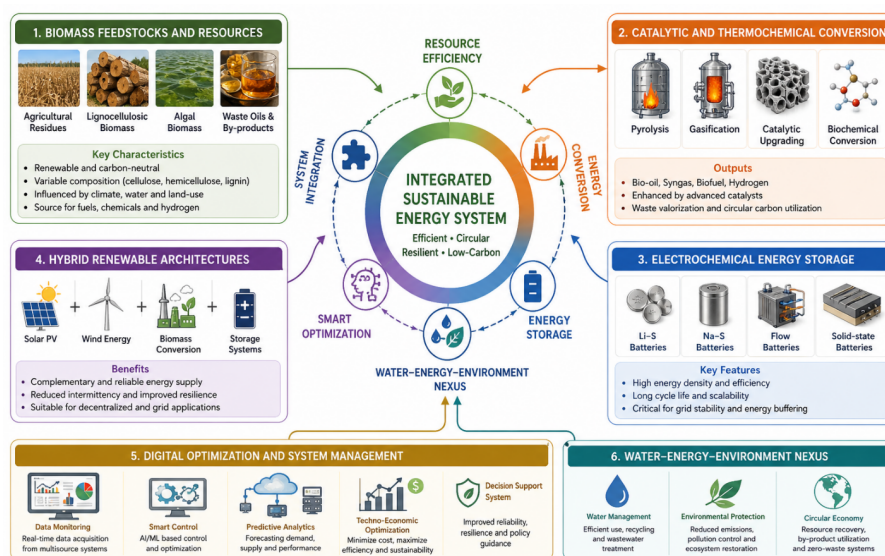 1. BIOMASS FEEDSTOCKS AND RESOURCES
Agricultural
Residues
Lignocellulosic
Biomass
Algal
Biomass
Waste Oils &
By-products
Key Characteristics
• Renewable and carbon-neutral
• Variable composition (cellulose, hemicellulose, lignin)
• Influenced by climate, water and land-use
• Source for fuels, chemicals and hydrogen
RESOURCE
EFFICIENCY
SYSTEM
INTEGRATION
ENERGY
CONVERSION
INTEGRATED
SUSTAINABLE
ENERGY SYSTEM
Efficient • Circular
Resilient • Low-Carbon
SMART
OPTIMIZATION
ENERGY
STORAGE
WATER-ENERGY-ENVIRONMENT
NEXUS
2. CATALYTIC AND THERMOCHEMICAL CONVERSION
Pyrolysis
Gasification
Catalytic
Upgrading
Biochemical
Conversion
Outputs
• Bio-oil, Syngas, Biofuel, Hydrogen
• Enhanced by advanced catalysts
• Waste valorization and circular carbon utilization
4. HYBRID RENEWABLE ARCHITECTURES
+
+
+
Solar PV
Wind Energy
Biomass
Conversion
Storage
Systems
Benefits
• Complementary and reliable energy supply
• Reduced intermittency and improved resilience
• Suitable for decentralized and grid applications
3. ELECTROCHEMICAL ENERGY STORAGE
Li–S
Batteries
Na–S
Batteries
Flow
Batteries
Solid-state
Batteries
Key Features
• High energy density and efficiency
• Long cycle life and scalability
• Critical for grid stability and energy buffering
5. DIGITAL OPTIMIZATION AND SYSTEM MANAGEMENT
Data Monitoring
Real-time data acquisition
from multisource systems
Smart Control
AI/ML based control
and optimization
Predictive Analytics
Forecasting demand,
supply and performance
$
Techno-Economic
Optimization
Minimize cost, maximize
efficiency and sustainability
Decision Support
System
Improved reliability,
resilience and policy
guidance
6. WATER–ENERGY–ENVIRONMENT NEXUS
Water Management
Efficient use, recycling
and wastewater
treatment
Environmental Protection
Reduced emissions,
pollution control and
ecosystem restoration
Circular Economy
Resource recovery,
by-product utilization
and zero-waste systems